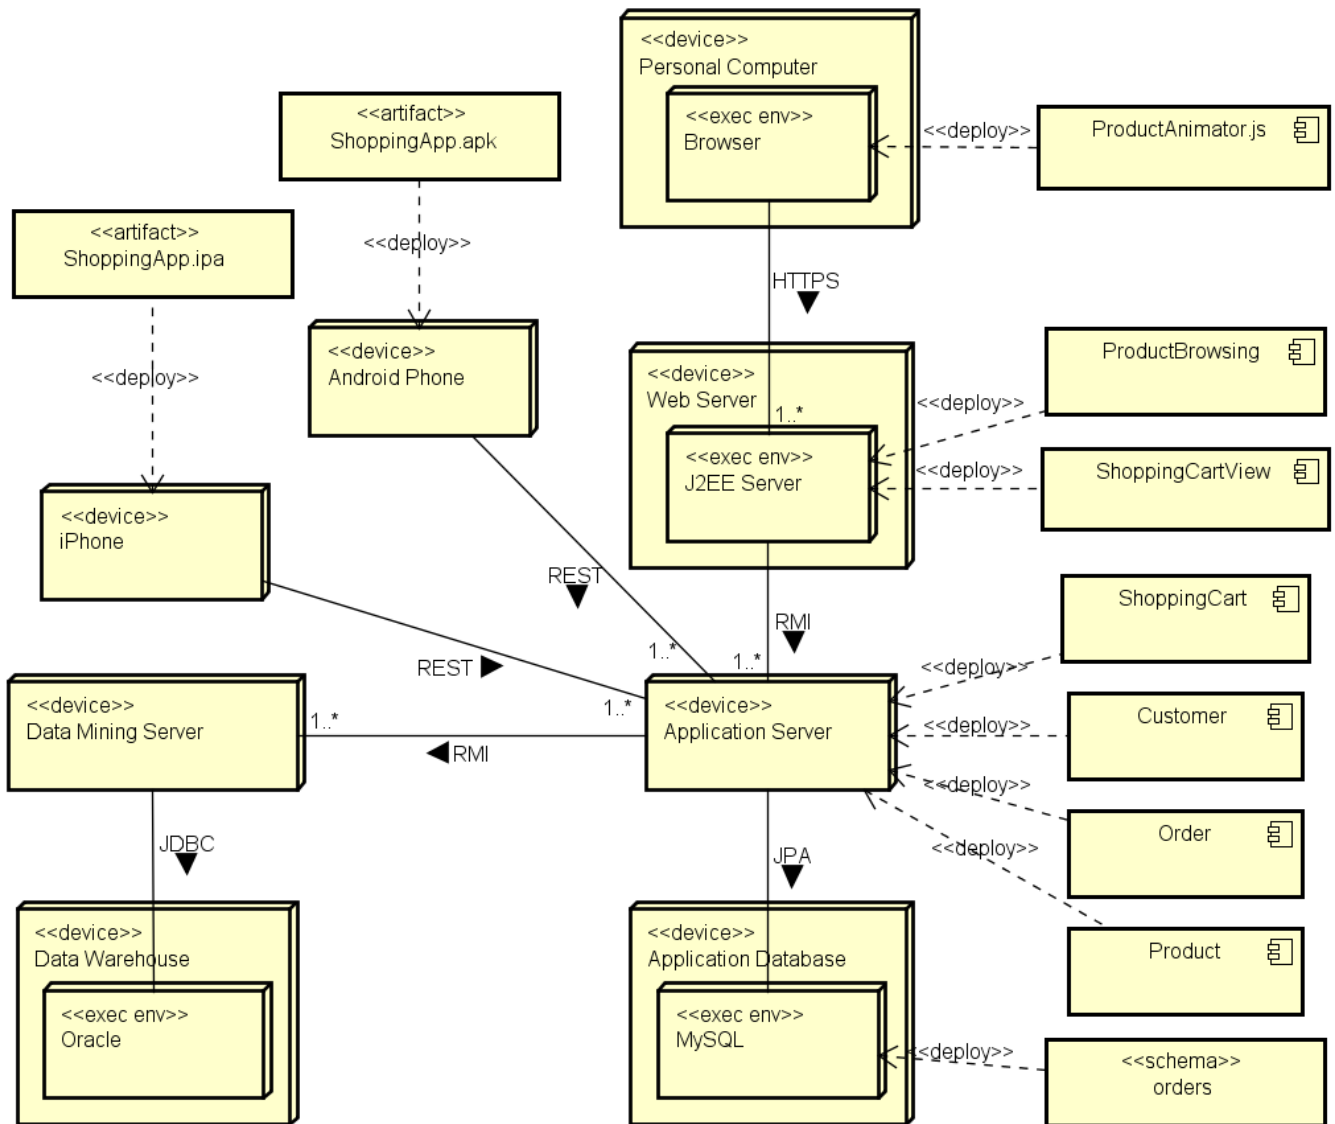 <<device>>
Personal Computer
<<exec env>>
Browser
<<deploy>>
ProductAnimator.js
<<artifact>>
ShoppingApp.apk
<<deploy>>
<<artifact>>
ShoppingApp.ipa
<<deploy>>
HTTPS
<<device>>
Android Phone
<<device>>
Web Server
1..*
<<exec env>>
J2EE Server
<<deploy>>
ProductBrowsing
<<deploy>>
ShoppingCartView
<<device>>
iPhone
REST
REST
RMI
1..*
1..*
1..*
1..*
<<deploy>>
ShoppingCart
<<device>>
Data Mining Server
RMI
<<device>>
Application Server
<<deploy>>
Customer
<<deploy>>
Order
<<deploy>>
Product
JDBC
JPA
<<device>>
Data Warehouse
<<exec env>>
Oracle
<<device>>
Application Database
<<exec env>>
MySQL
<<deploy>>
<<schema>>
orders